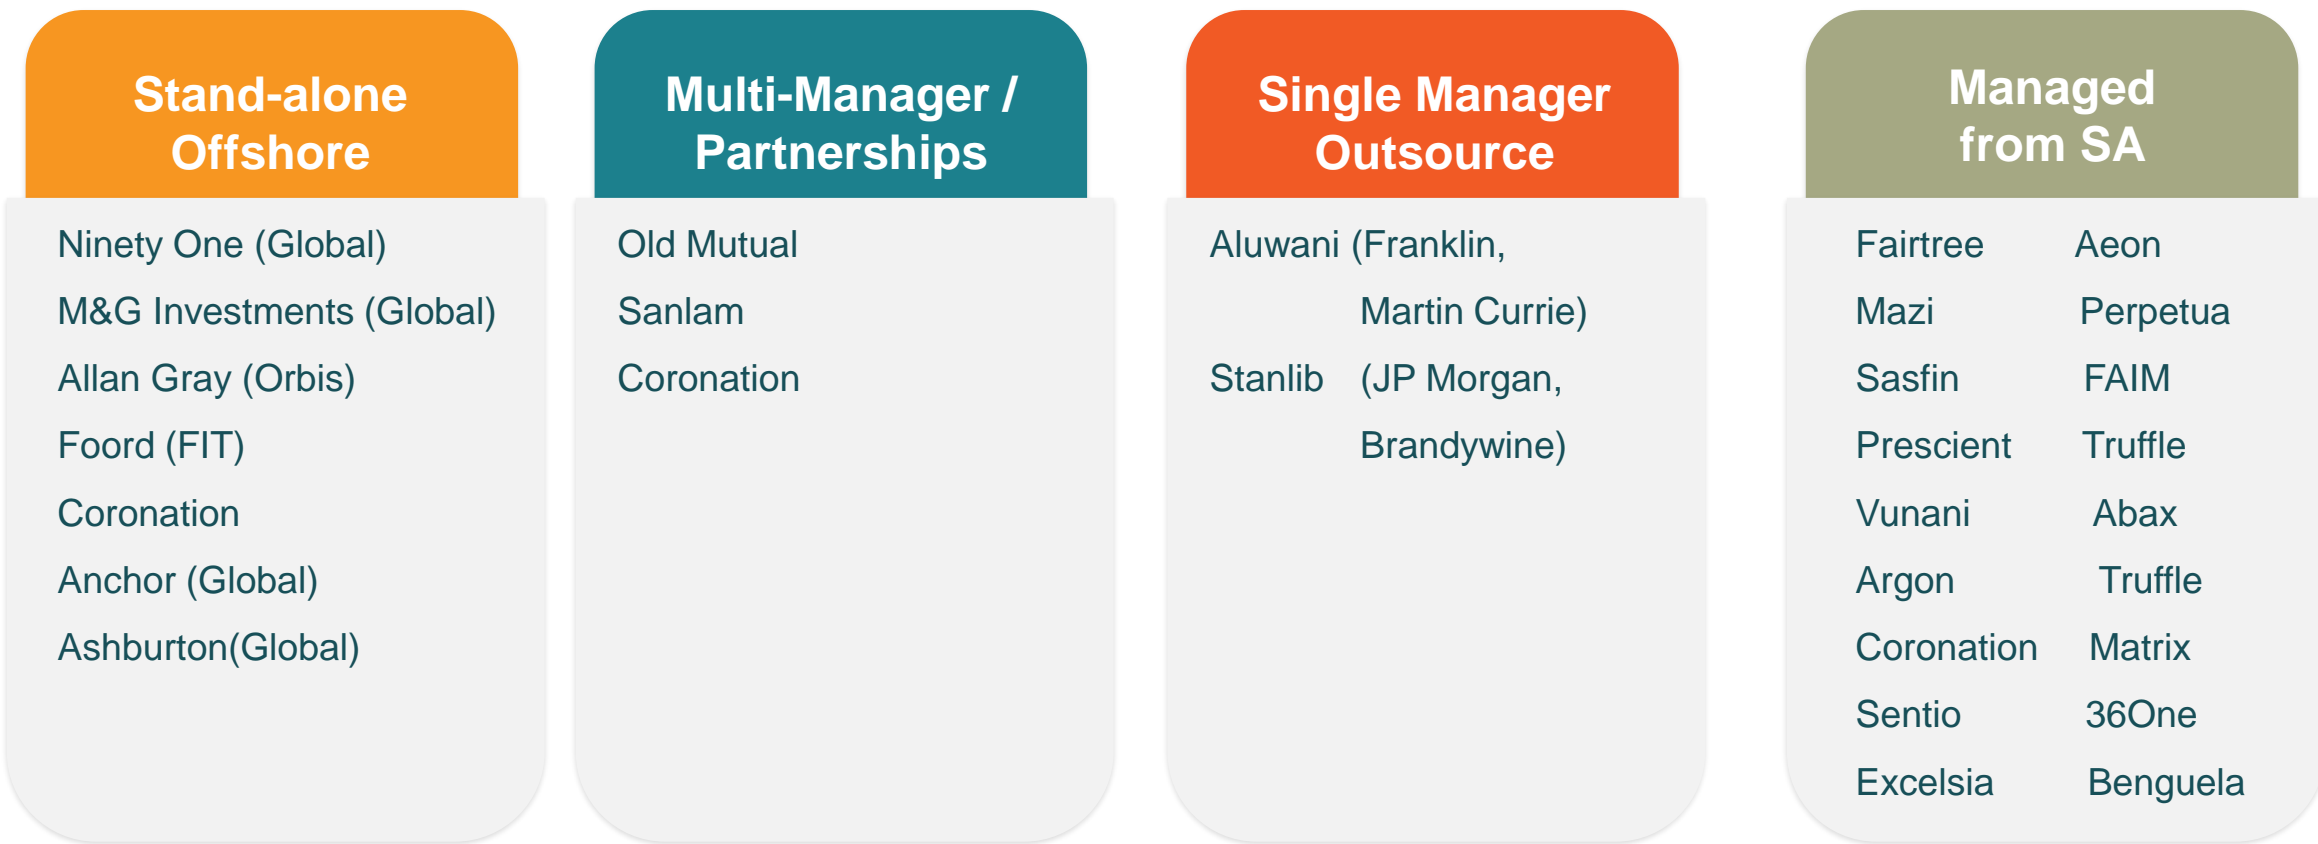 Stand-alone
Offshore
Ninety One (Global)
M&G Investments (Global)
Allan Gray (Orbis)
Foord (FIT)
Coronation
Anchor (Global)
Ashburton(Global)
Multi-Manager /
Partnerships
Old Mutual
Sanlam
Coronation
Single Manager
Outsource
Aluwani (Franklin,
Martin Currie)
Stanlib (JP Morgan,
Brandywine)
Managed
from SA
Fairtree Aeon
Mazi Perpetua
Sasfin FAIM
Prescient Truffle
Vunani Abax
Argon Truffle
Coronation Matrix
Sentio 36One
Excelsia Benguela